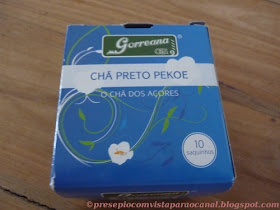 Gorreana
CHÁ PRETO PEKOE
O CHÁ DOS AÇORES
10
saquinhos
©presepiocomvistaparaocanal.blogspot.com